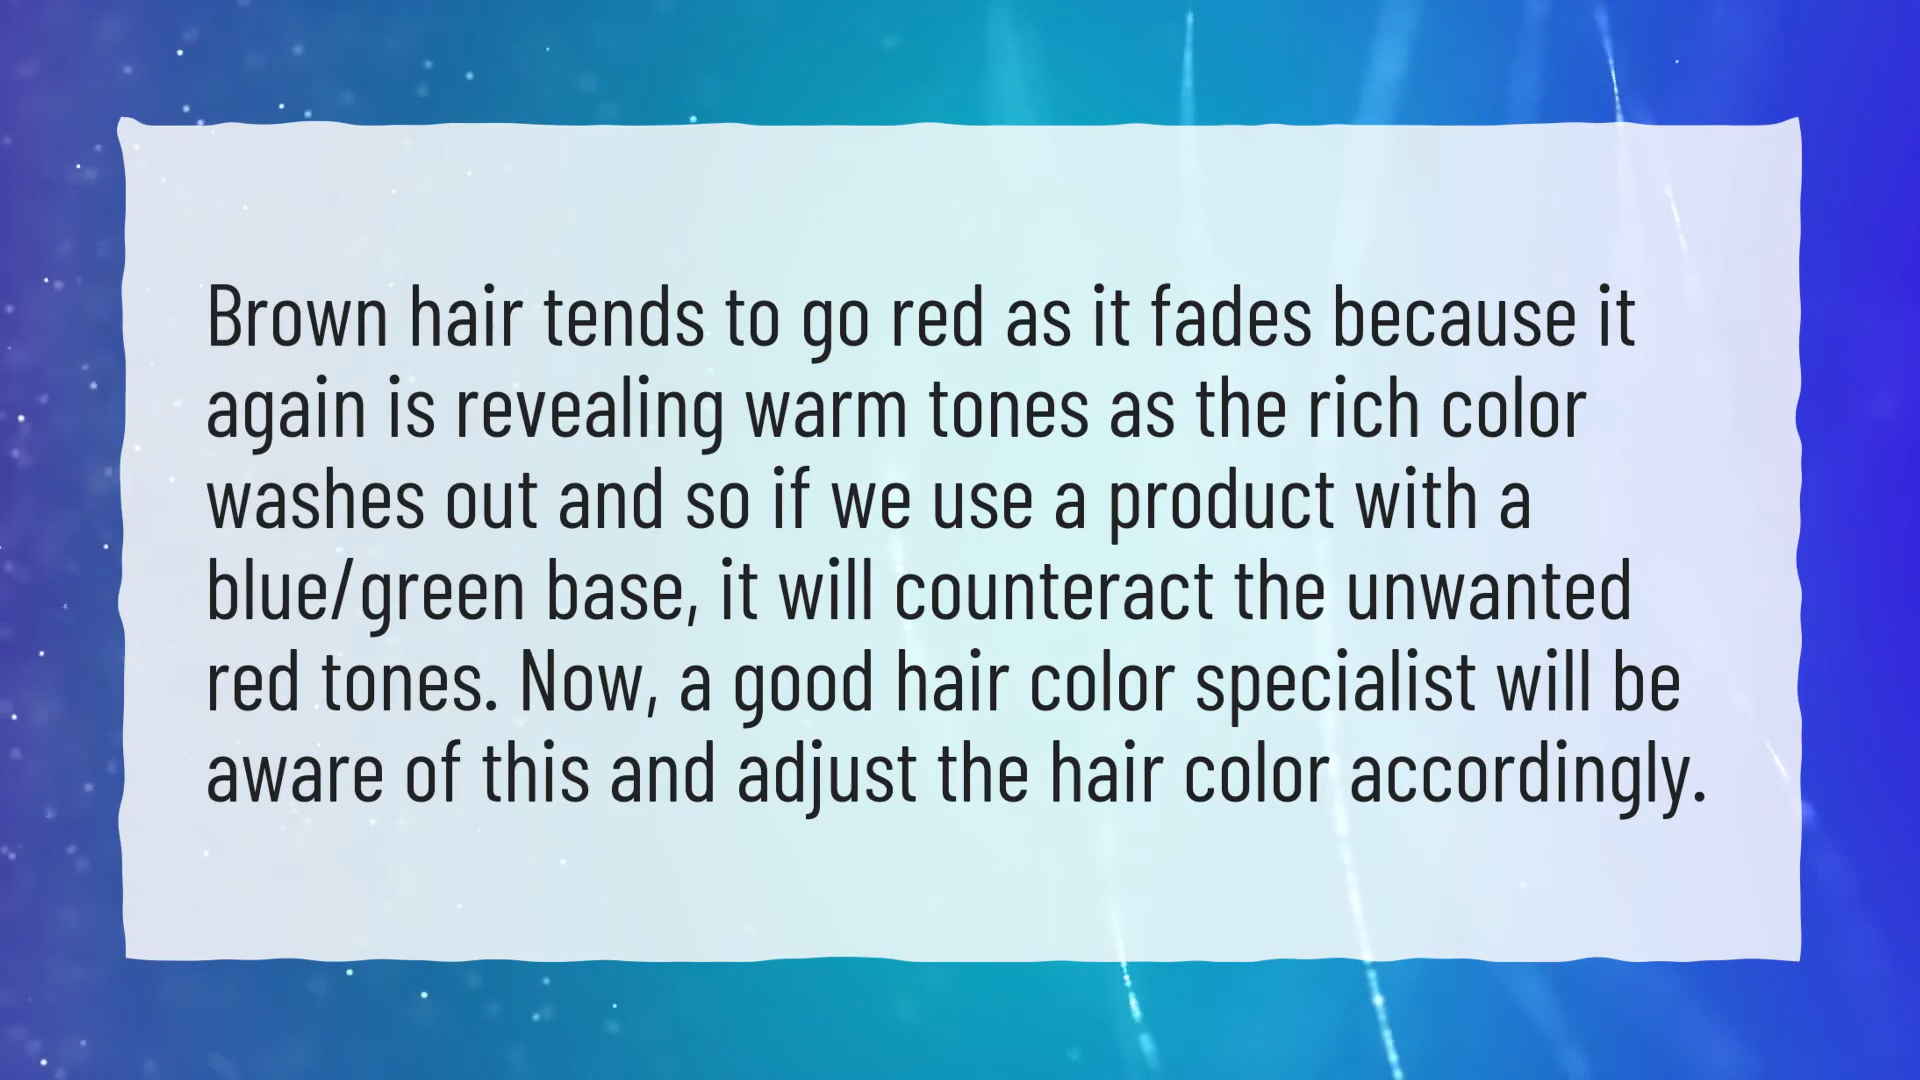 Brown hair tends to go red as it fades because it
again is revealing warm tones as the rich color
washes out and so if we use a product with a
blue/green base, it will counteract the unwanted
red tones. Now, a good hair color specialist will be
aware of this and adjust the hair color accordingly.